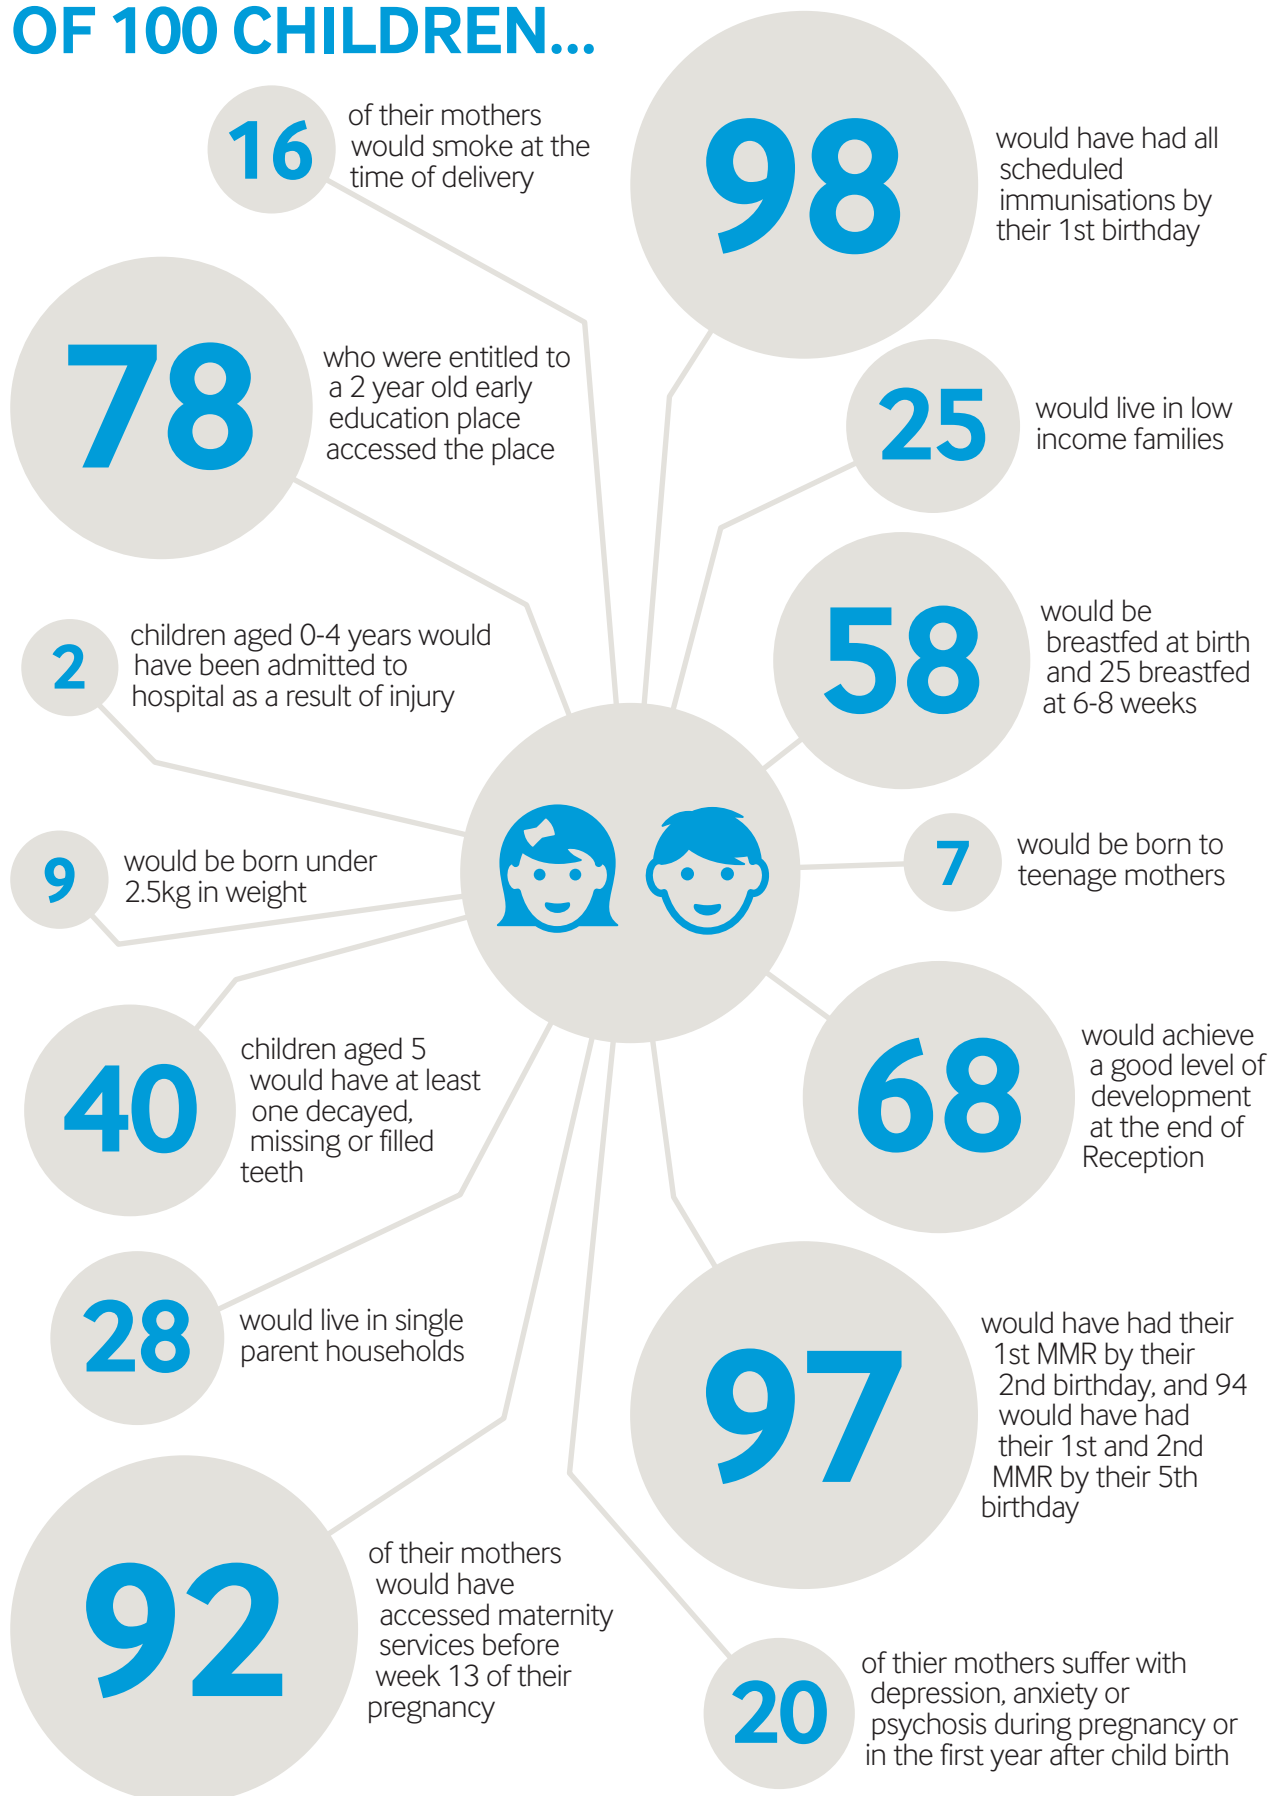 OF 100 CHILDREN...
16
of their mothers
would smoke at the
time of delivery
98
would have had all
scheduled
immunisations by
their 1st birthday
78
who were entitled to
a 2 year old early
education place
accessed the place
25
would live in low
income families
2
children aged 0-4 years would
have been admitted to
hospital as a result of injury
58
would be
breastfed at birth
and 25 breastfed
at 6-8 weeks
9
would be born under
2.5kg in weight
7
would be born to
teenage mothers
40
children aged 5
would have at least
one decayed,
missing or filled
teeth
68
would achieve
a good level of
development
at the end of
Reception
28
would live in single
parent households
97
would have had their
1st MMR by their
2nd birthday, and 94
would have had
their 1st and 2nd
MMR by their 5th
birthday
92
of their mothers
would have
accessed maternity
services before
week 13 of their
pregnancy
20
of thier mothers suffer with
depression, anxiety or
psychosis during pregnancy or
in the first year after child birth